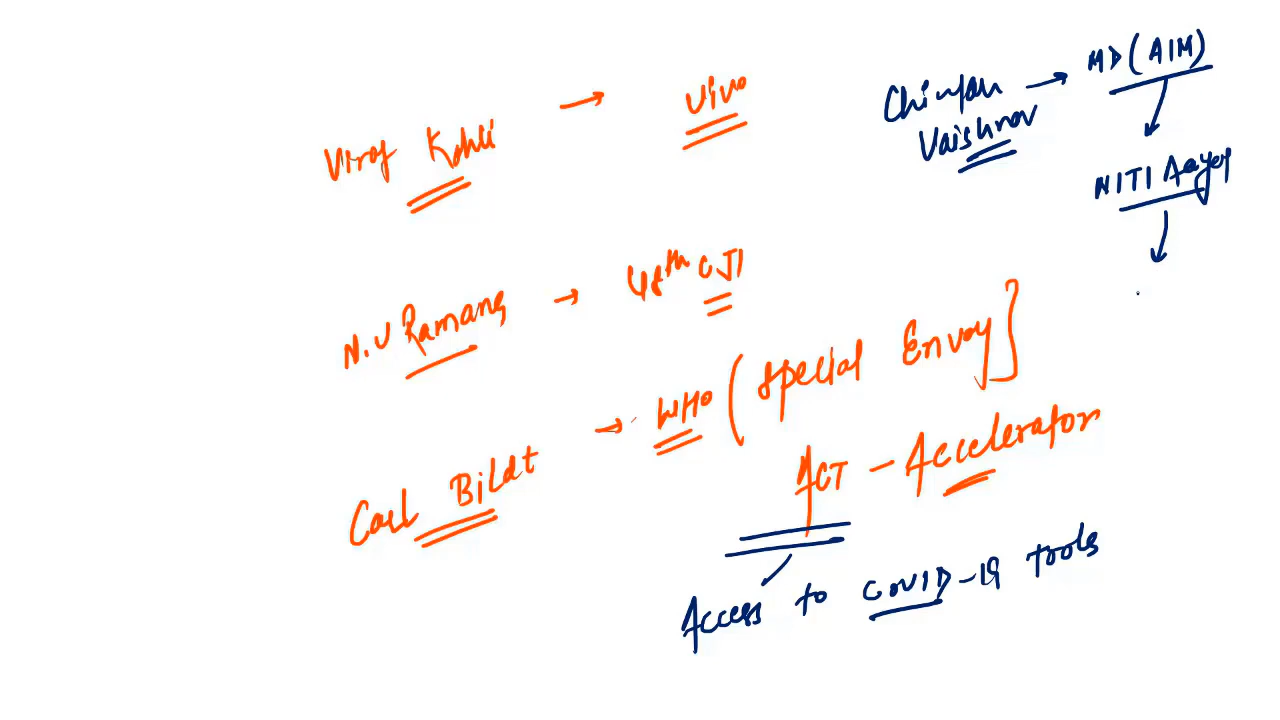 Virat Kohli → Vivo
N.V Ramana → 48th CJI
Carl Bildt → WHO (Special Envoy]
ACT - Accelerator
Access to COVID-19 tools
Chintan Vaishnav → MD (AIM)
NITI Aayog